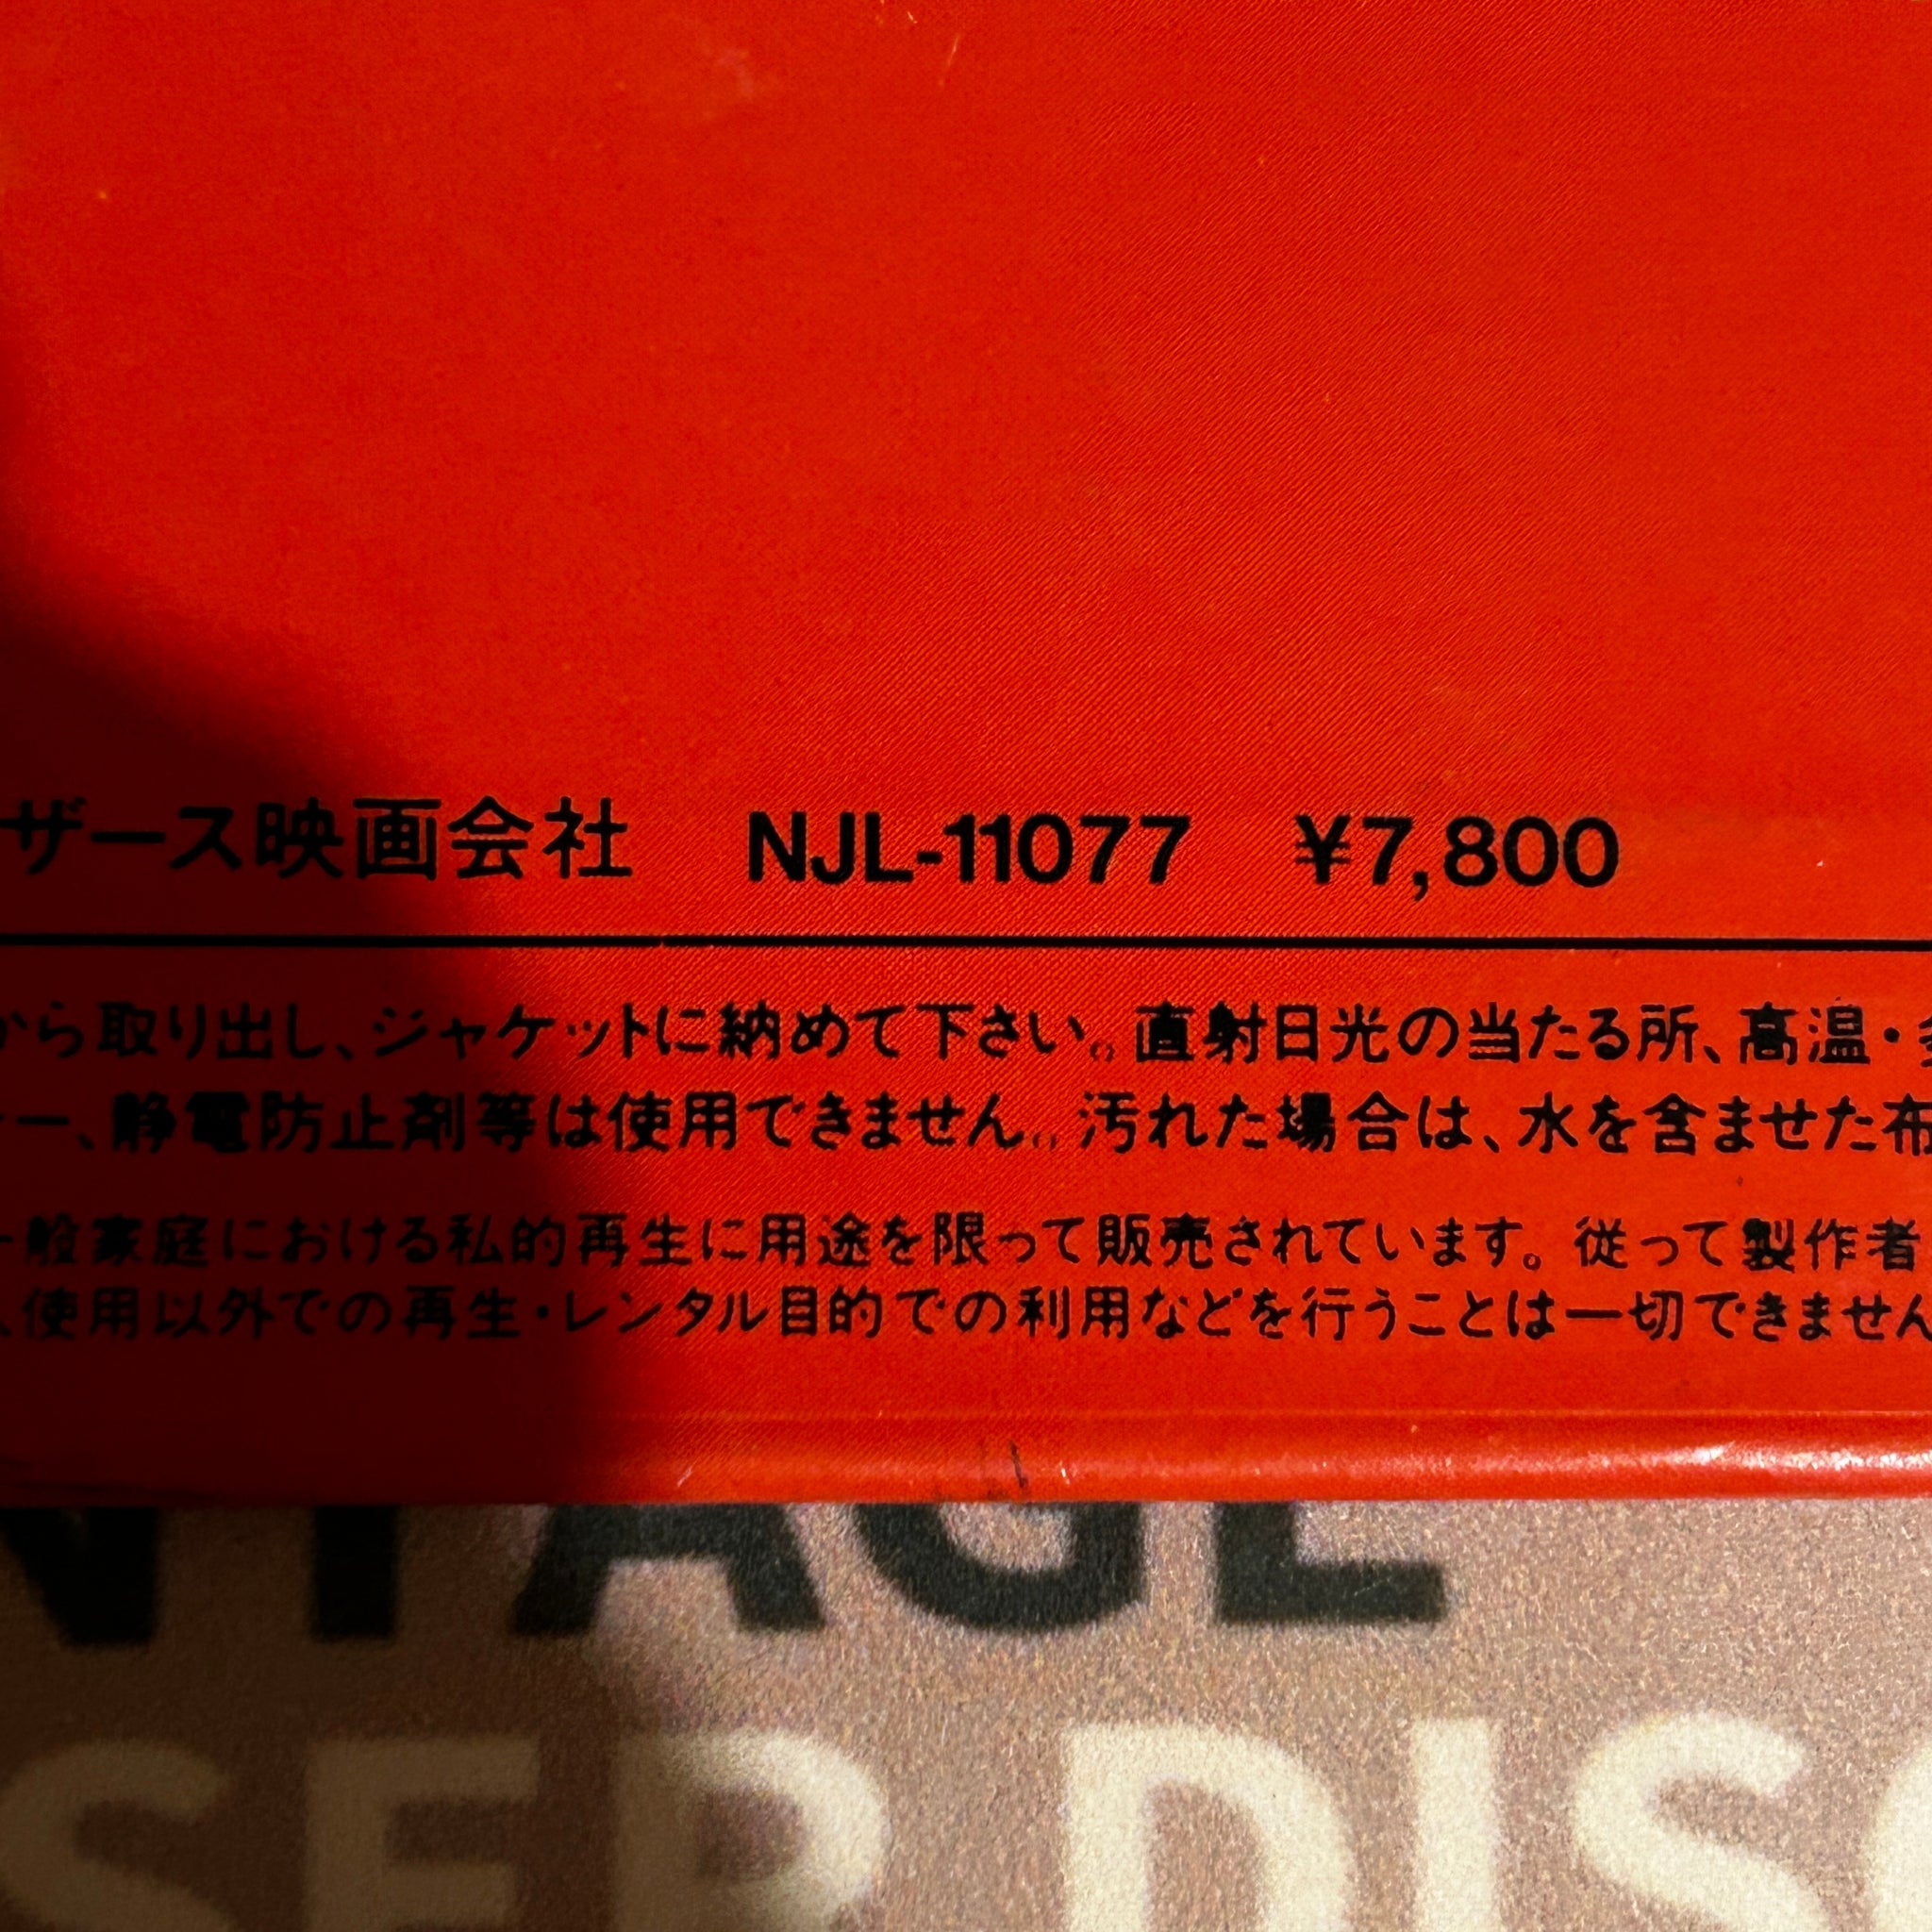 ザース映画会社 NJL-11077 ¥7,800
から取り出し、ジャケットに納めて下さい。直射日光の当たる所、高温・
ー、静電防止剤等は使用できません。汚れた場合は、水を含ませた布
一般家庭における私的再生に用途を限って販売されています。従って製作者
、使用以外での再生・レンタル目的での利用などを行うことは一切できません
NTAGE
SER DISC